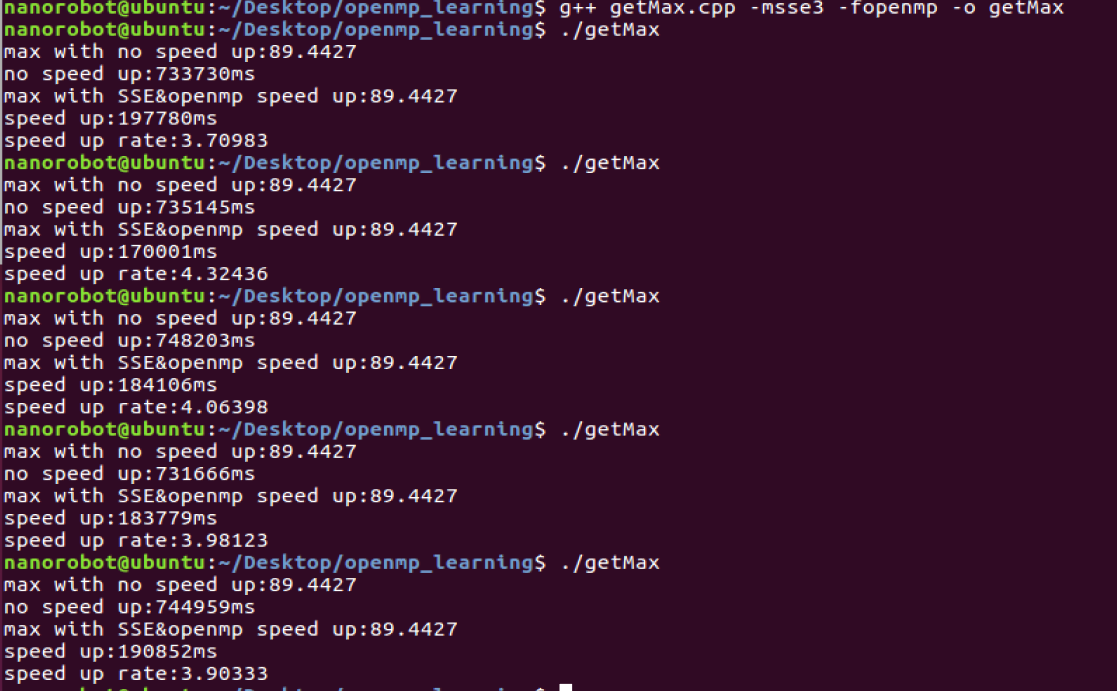 nanorobot@ubuntu:~/Desktop/openmp_learning$ g++ getMax.cpp -msse3 -fopenmp -o getMax
nanorobot@ubuntu:~/Desktop/openmp_learning$ ./getMax
max with no speed up:89.4427
no speed up:733730ms
max with SSE&openmp speed up:89.4427
speed up:197780ms
speed up rate:3.70983
nanorobot@ubuntu:~/Desktop/openmp_learning$ ./getMax
max with no speed up:89.4427
no speed up:735145ms
max with SSE&openmp speed up:89.4427
speed up:170001ms
speed up rate:4.32436
nanorobot@ubuntu:~/Desktop/openmp_learning$ ./getMax
max with no speed up:89.4427
no speed up:748203ms
max with SSE&openmp speed up:89.4427
speed up:184106ms
speed up rate:4.06398
nanorobot@ubuntu:~/Desktop/openmp_learning$ ./getMax
max with no speed up:89.4427
no speed up:731666ms
max with SSE&openmp speed up:89.4427
speed up:183779ms
speed up rate:3.98123
nanorobot@ubuntu:~/Desktop/openmp_learning$ ./getMax
max with no speed up:89.4427
no speed up:744959ms
max with SSE&openmp speed up:89.4427
speed up:190852ms
speed up rate:3.90333